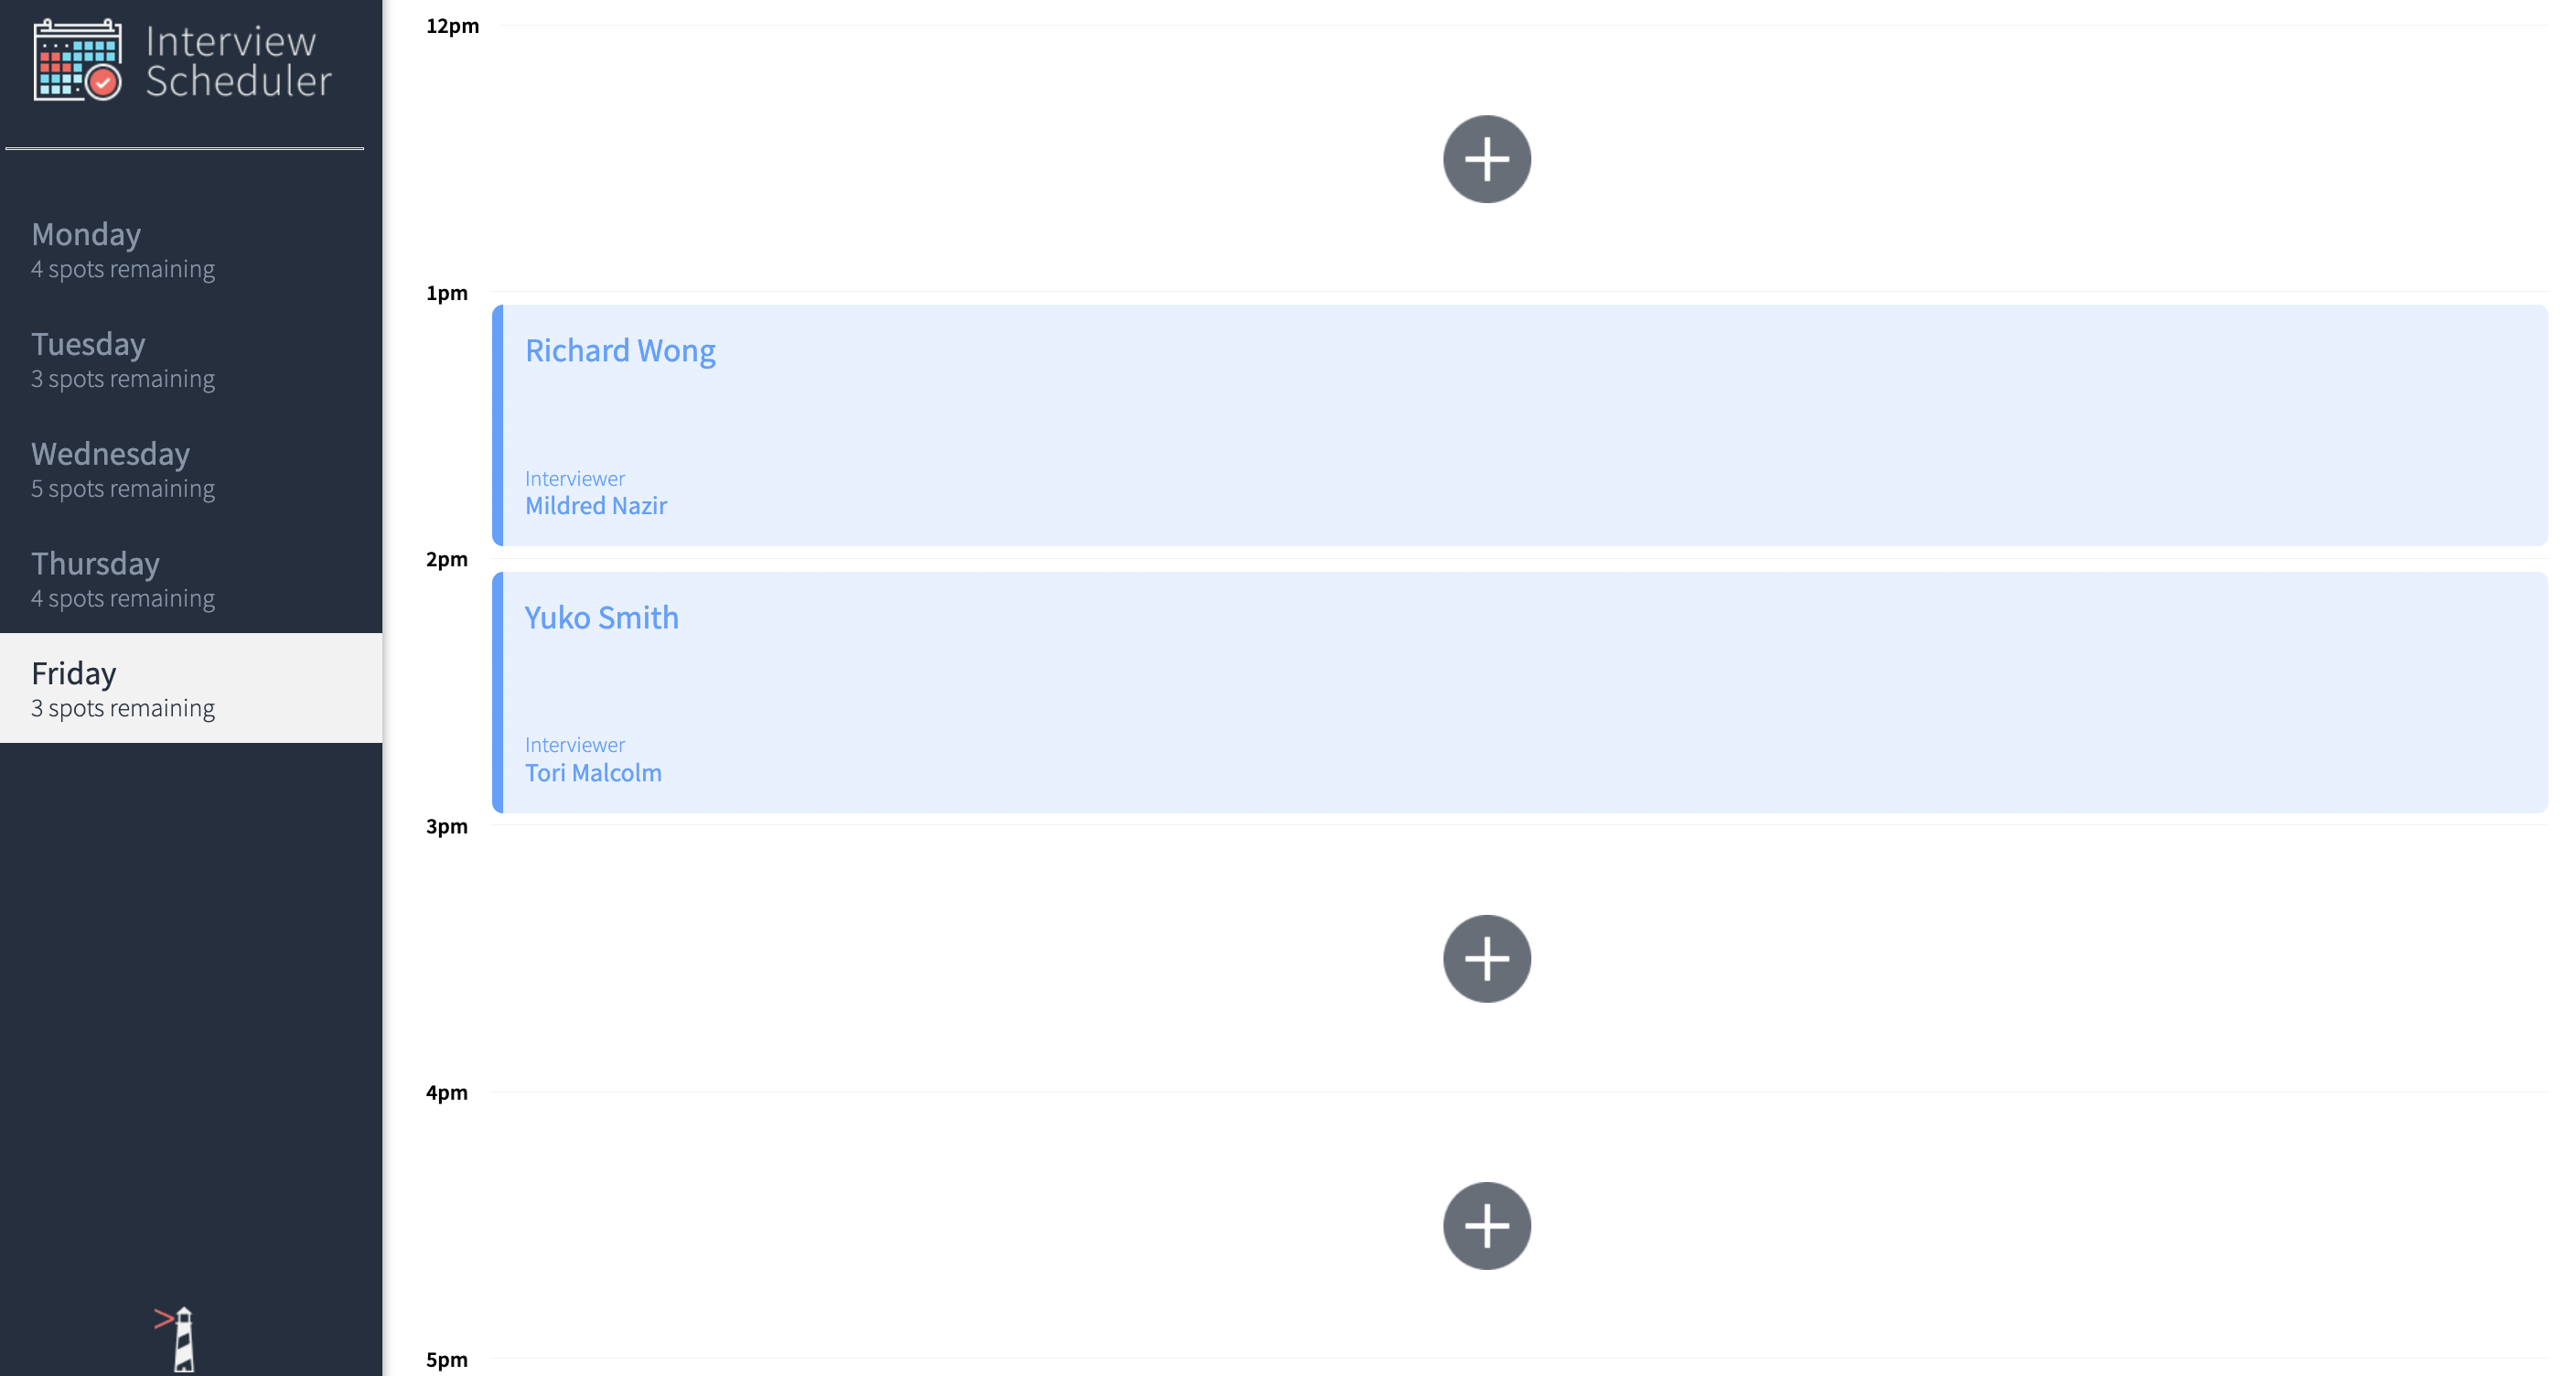 Interview
Scheduler
Monday
4 spots remaining
Tuesday
3 spots remaining
Wednesday
5 spots remaining
Thursday
4 spots remaining
Friday
3 spots remaining
12pm
1pm
Richard Wong
Interviewer
Mildred Nazir
2pm
Yuko Smith
Interviewer
Tori Malcolm
3pm
4pm
5pm